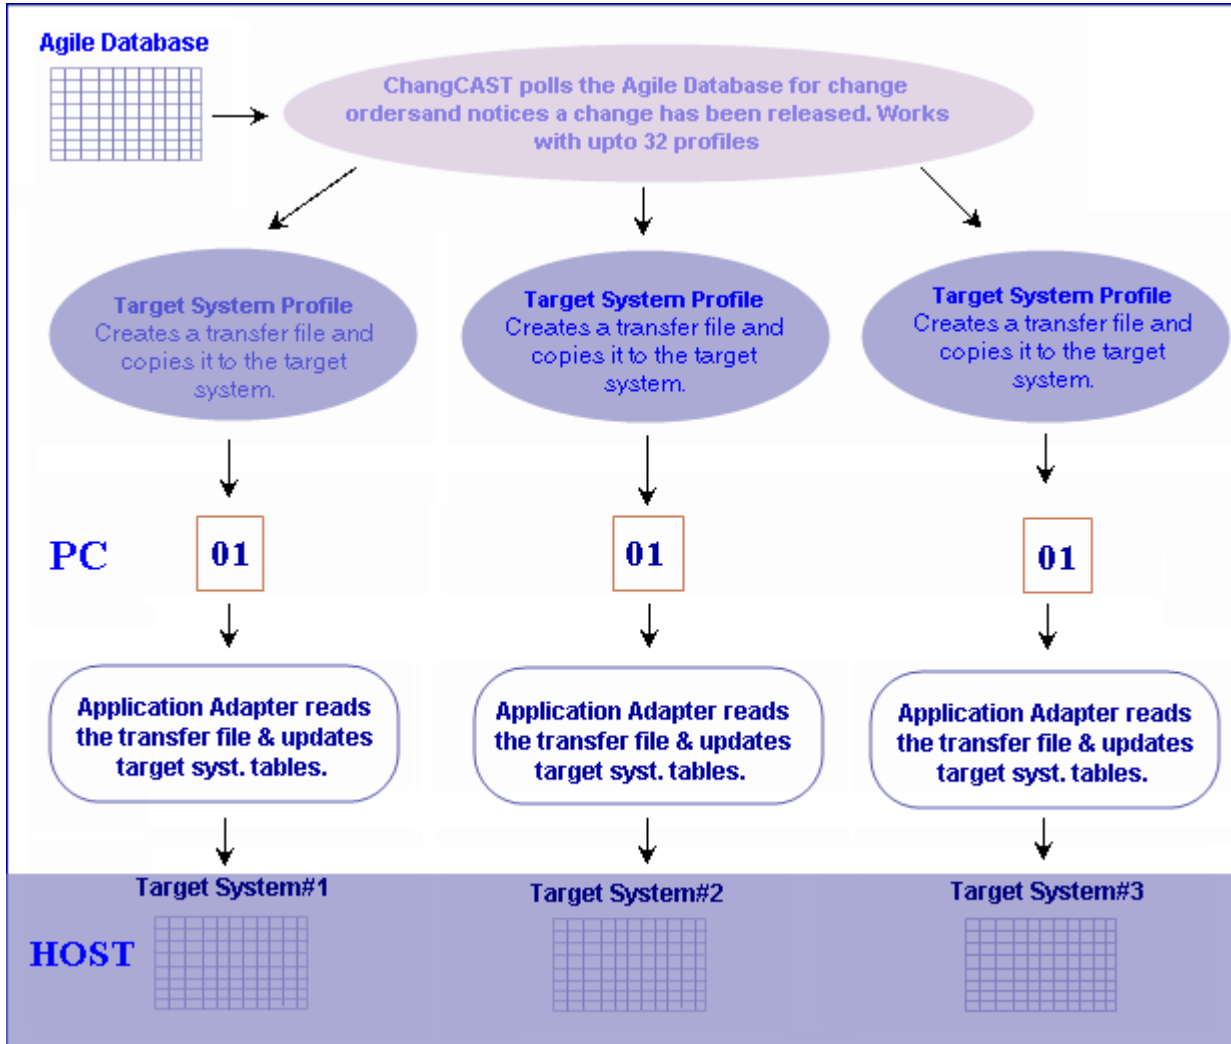 Agile Database
ChangCAST polls the Agile Database for change
ordersand notices a change has been released. Works
with upto 32 profiles
Target System Profile
Creates a transfer file and
copies it to the target
system.
Target System Profile
Creates a transfer file and
copies it to the target
system.
Target System Profile
Creates a transfer file and
copies it to the target
system.
PC
01
01
01
Application Adapter reads
the transfer file & updates
target syst. tables.
Application Adapter reads
the transfer file & updates
target syst. tables.
Application Adapter reads
the transfer file & updates
target syst. tables.
Target System#1
Target System#2
Target System#3
HOST